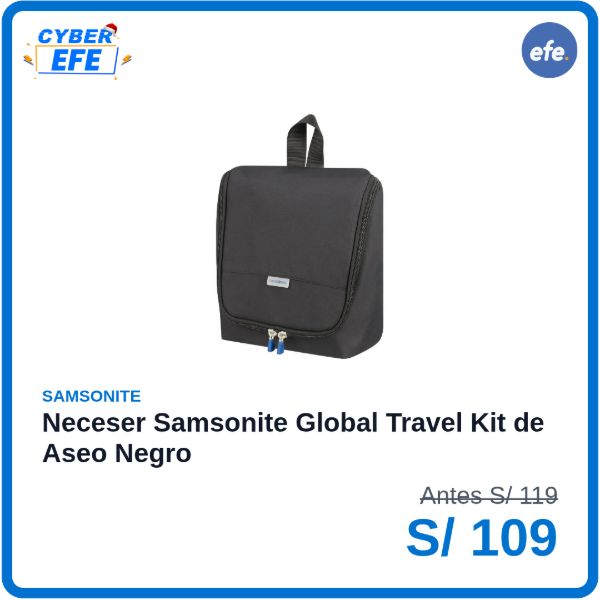 CYBER
EFE
efe.
SAMSONITE
Neceser Samsonite Global Travel Kit de
Aseo Negro
Antes S/ 119
S/ 109